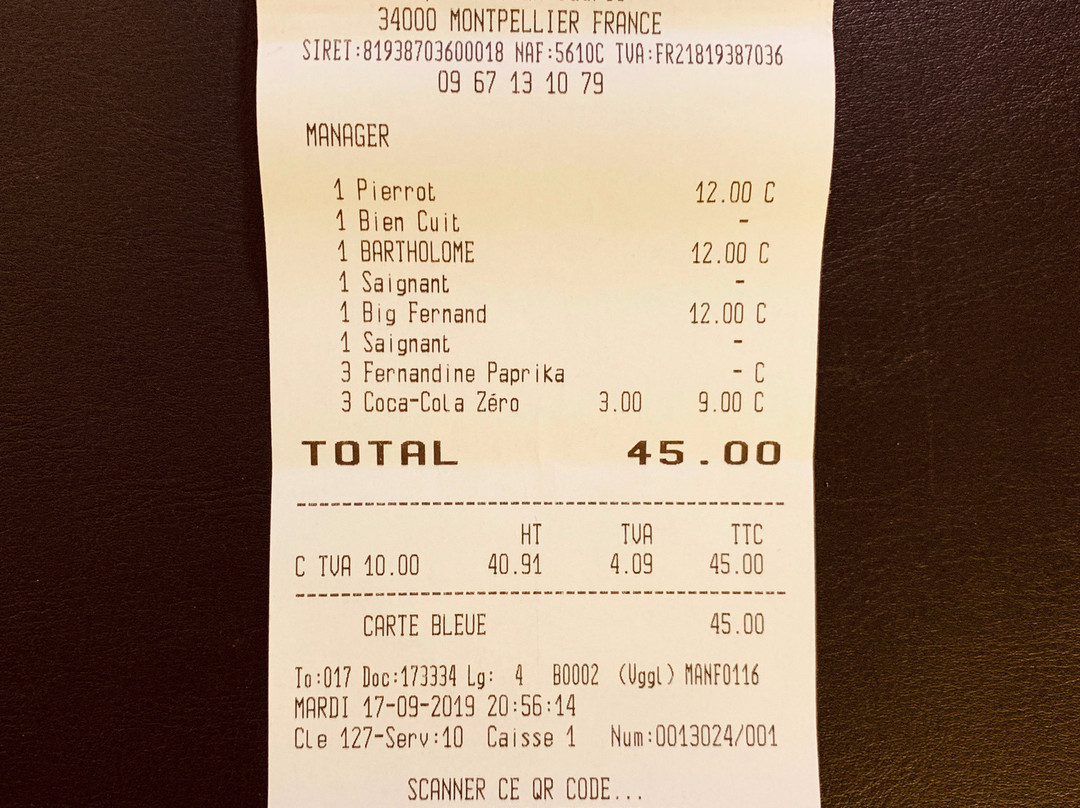 34000 MONTPELLIER FRANCE
SIRET:81938703600018 NAF:5610C TVA:FR21819387036
09 67 13 10 79
MANAGER
1 Pierrot 12.00 C
1 Bien Cuit -
1 BARTHOLOME 12.00 C
1 Saignant -
1 Big Fernand 12.00 C
1 Saignant -
3 Fernandine Paprika - C
3 Coca-Cola Zéro 3.00 9.00 C
TOTAL 45.00
HT TVA TTC
C TVA 10.00 40.91 4.09 45.00
CARTE BLEUE 45.00
To:017 Doc:173334 Lg: 4 B0002 (Vggl) MANF0116
MARDI 17-09-2019 20:56:14
Cle 127-Serv:10 Caisse 1 Num:0013024/001
SCANNER CE QR CODE...